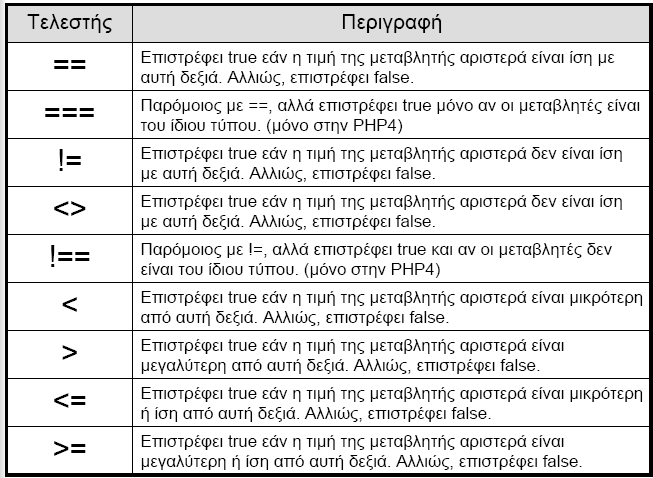 Τελεστής Περιγραφή
== Επιστρέφει true εάν η τιμή της μεταβλητής αριστερά είναι ίση με
αυτή δεξιά. Αλλιώς, επιστρέφει false.
=== Παρόμοιος με ==, αλλά επιστρέφει true μόνο αν οι μεταβλητές είναι
του ίδιου τύπου. (μόνο στην PHP4)
!= Επιστρέφει true εάν η τιμή της μεταβλητής αριστερά δεν είναι ίση
με αυτή δεξιά. Αλλιώς, επιστρέφει false.
<> Επιστρέφει true εάν η τιμή της μεταβλητής αριστερά δεν είναι ίση
με αυτή δεξιά. Αλλιώς, επιστρέφει false.
!== Παρόμοιος με !=, αλλά επιστρέφει true και αν οι μεταβλητές δεν
είναι του ίδιου τύπου. (μόνο στην PHP4)
< Επιστρέφει true εάν η τιμή της μεταβλητής αριστερά είναι μικρότερη
από αυτή δεξιά. Αλλιώς, επιστρέφει false.
> Επιστρέφει true εάν η τιμή της μεταβλητής αριστερά είναι
μεγαλύτερη από αυτή δεξιά. Αλλιώς, επιστρέφει false.
<= Επιστρέφει true εάν η τιμή της μεταβλητής αριστερά είναι μικρότερη
ή ίση από αυτή δεξιά. Αλλιώς, επιστρέφει false.
>= Επιστρέφει true εάν η τιμή της μεταβλητής αριστερά είναι
μεγαλύτερη ή ίση από αυτή δεξιά. Αλλιώς, επιστρέφει false.